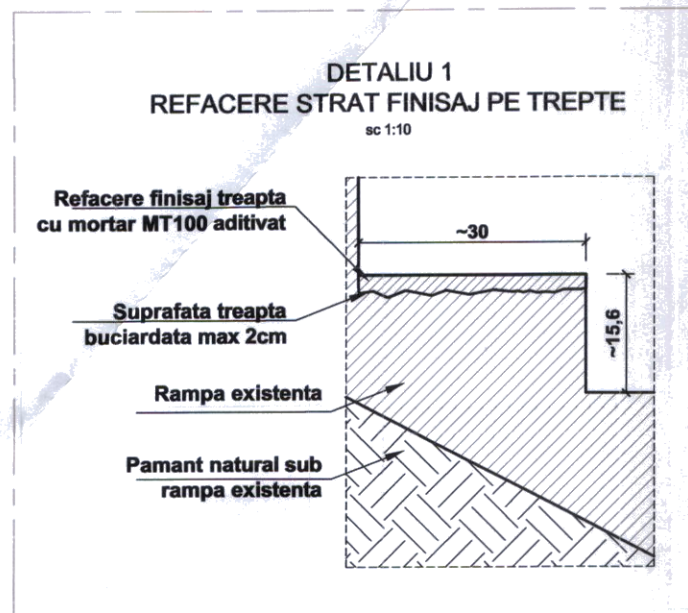 DETALIU 1
REFACERE STRAT FINISAJ PE TREPTE
sc 1:10
Refacere finisaj treapta
cu mortar MT100 aditivat
~30
Suprafata treapta
buciardata max 2cm
~15,6
Rampa existenta
Pamant natural sub
rampa existenta